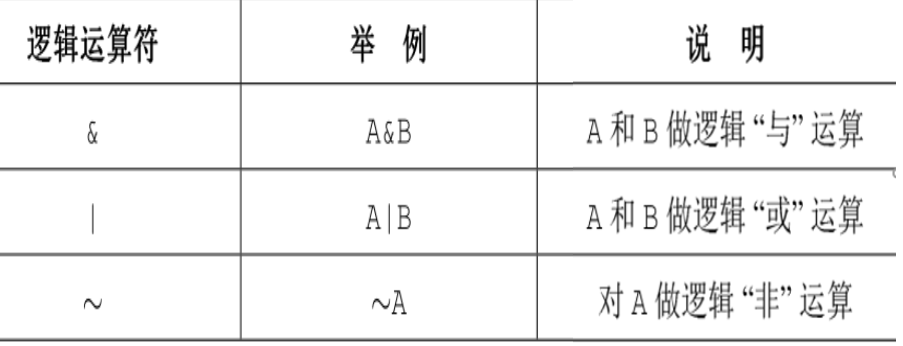 逻辑运算符 举 例 说 明
& A&B A 和 B 做逻辑“与”运算
| A|B A 和 B 做逻辑“或”运算
~ ~A 对 A 做逻辑“非”运算